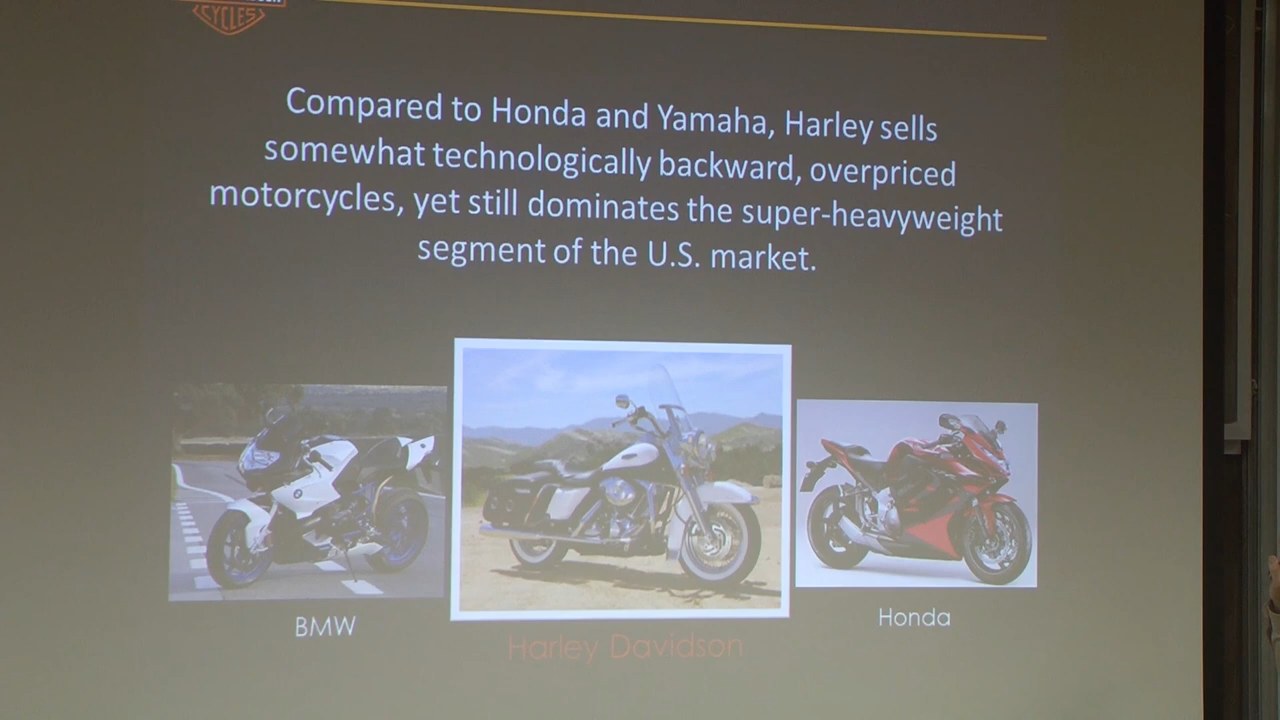 CYCLES
Compared to Honda and Yamaha, Harley sells
somewhat technologically backward, overpriced
motorcycles, yet still dominates the super-heavyweight
segment of the U.S. market.
BMW
Harley Davidson
Honda